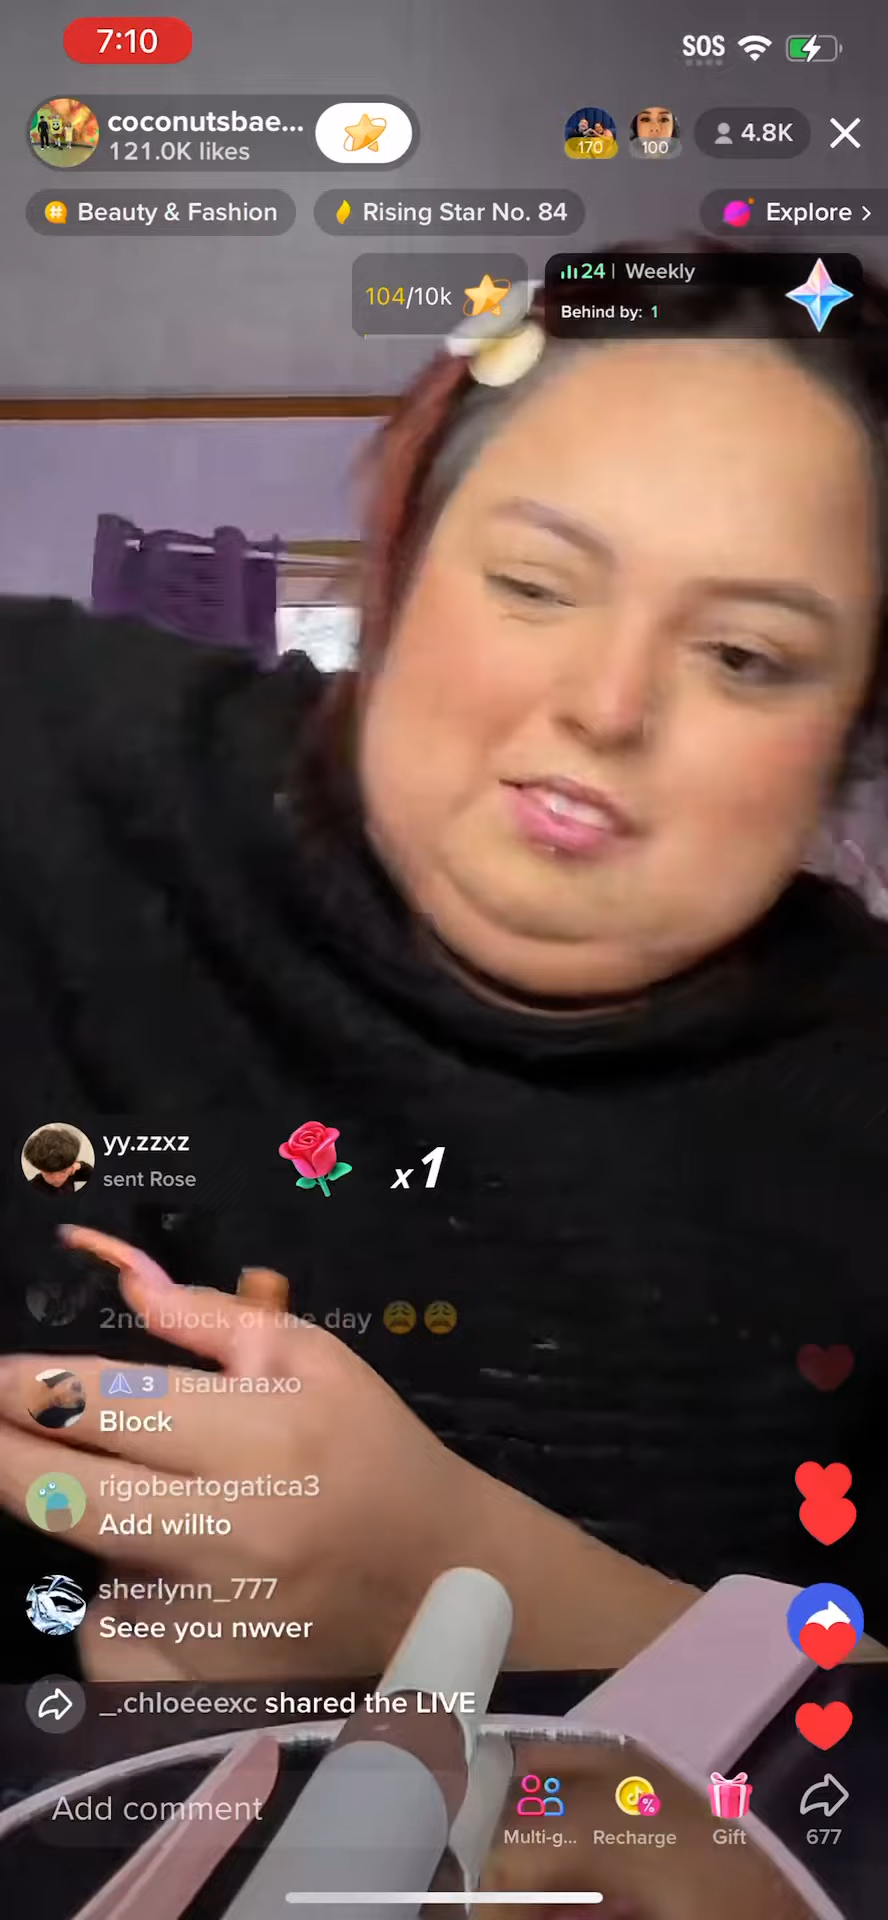 7:10
SOS
coconutsbae...
121.0K likes
170
100
4.8K
Beauty & Fashion
Rising Star No. 84
Explore >
104/10k
24 | Weekly
Behind by: 1
yy.zzxz
sent Rose
x1
2nd block of the day 😩😩
3 isauraaxo
Block
rigobertogatica3
Add willto
sherlynn_777
Seee you nwver
_.chloeeexc shared the LIVE
Add comment
Multi-g...
Recharge
Gift
677